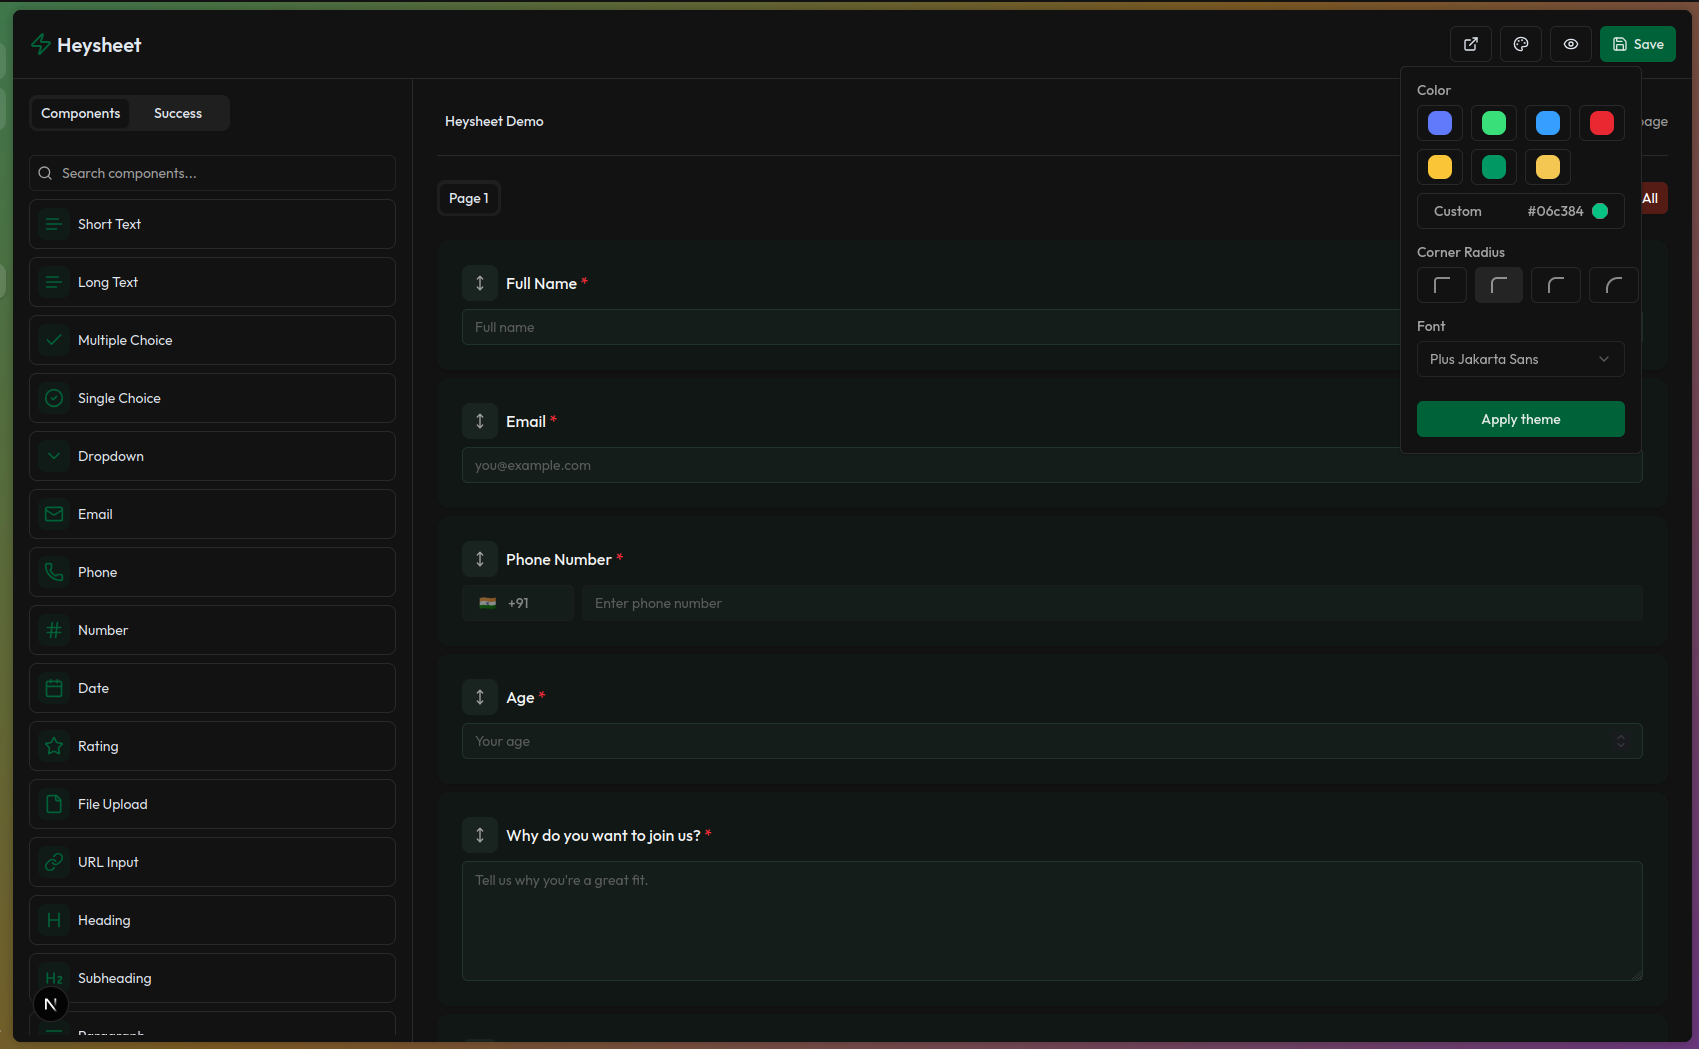 Heysheet
Save
Components
Success
Search components...
Short Text
Long Text
Multiple Choice
Single Choice
Dropdown
Email
Phone
Number
Date
Rating
File Upload
URL Input
Heading
H2 Subheading
N
Heysheet Demo
Page 1
All
Full Name *
Full name
Email *
you@example.com
Phone Number *
+91
Enter phone number
Age *
Your age
Why do you want to join us? *
Tell us why you're a great fit.
Color
Custom #06c384
Corner Radius
Font
Plus Jakarta Sans
Apply theme